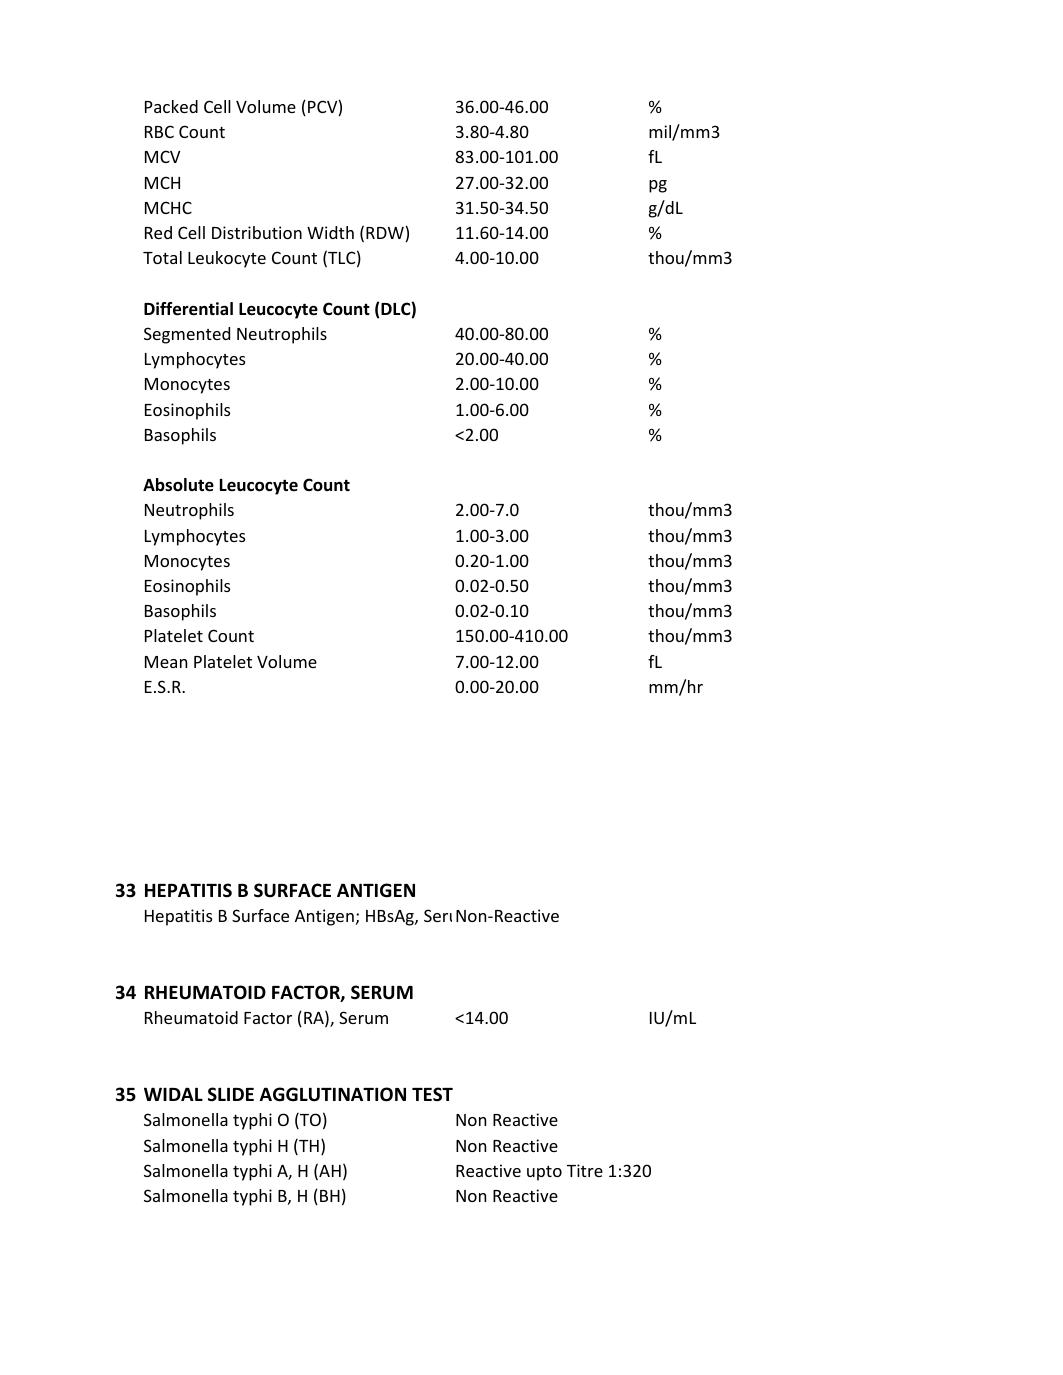 Packed Cell Volume (PCV) 36.00-46.00 %
RBC Count 3.80-4.80 mil/mm3
MCV 83.00-101.00 fL
MCH 27.00-32.00 pg
MCHC 31.50-34.50 g/dL
Red Cell Distribution Width (RDW) 11.60-14.00 %
Total Leukocyte Count (TLC) 4.00-10.00 thou/mm3
Differential Leucocyte Count (DLC)
Segmented Neutrophils 40.00-80.00 %
Lymphocytes 20.00-40.00 %
Monocytes 2.00-10.00 %
Eosinophils 1.00-6.00 %
Basophils <2.00 %
Absolute Leucocyte Count
Neutrophils 2.00-7.0 thou/mm3
Lymphocytes 1.00-3.00 thou/mm3
Monocytes 0.20-1.00 thou/mm3
Eosinophils 0.02-0.50 thou/mm3
Basophils 0.02-0.10 thou/mm3
Platelet Count 150.00-410.00 thou/mm3
Mean Platelet Volume 7.00-12.00 fL
E.S.R. 0.00-20.00 mm/hr
33 HEPATITIS B SURFACE ANTIGEN
Hepatitis B Surface Antigen; HBsAg, Non-Reactive
34 RHEUMATOID FACTOR, SERUM
Rheumatoid Factor (RA), Serum <14.00 IU/mL
35 WIDAL SLIDE AGGLUTINATION TEST
Salmonella typhi O (TO) Non Reactive
Salmonella typhi H (TH) Non Reactive
Salmonella typhi A, H (AH) Reactive upto Titre 1:320
Salmonella typhi B, H (BH) Non Reactive